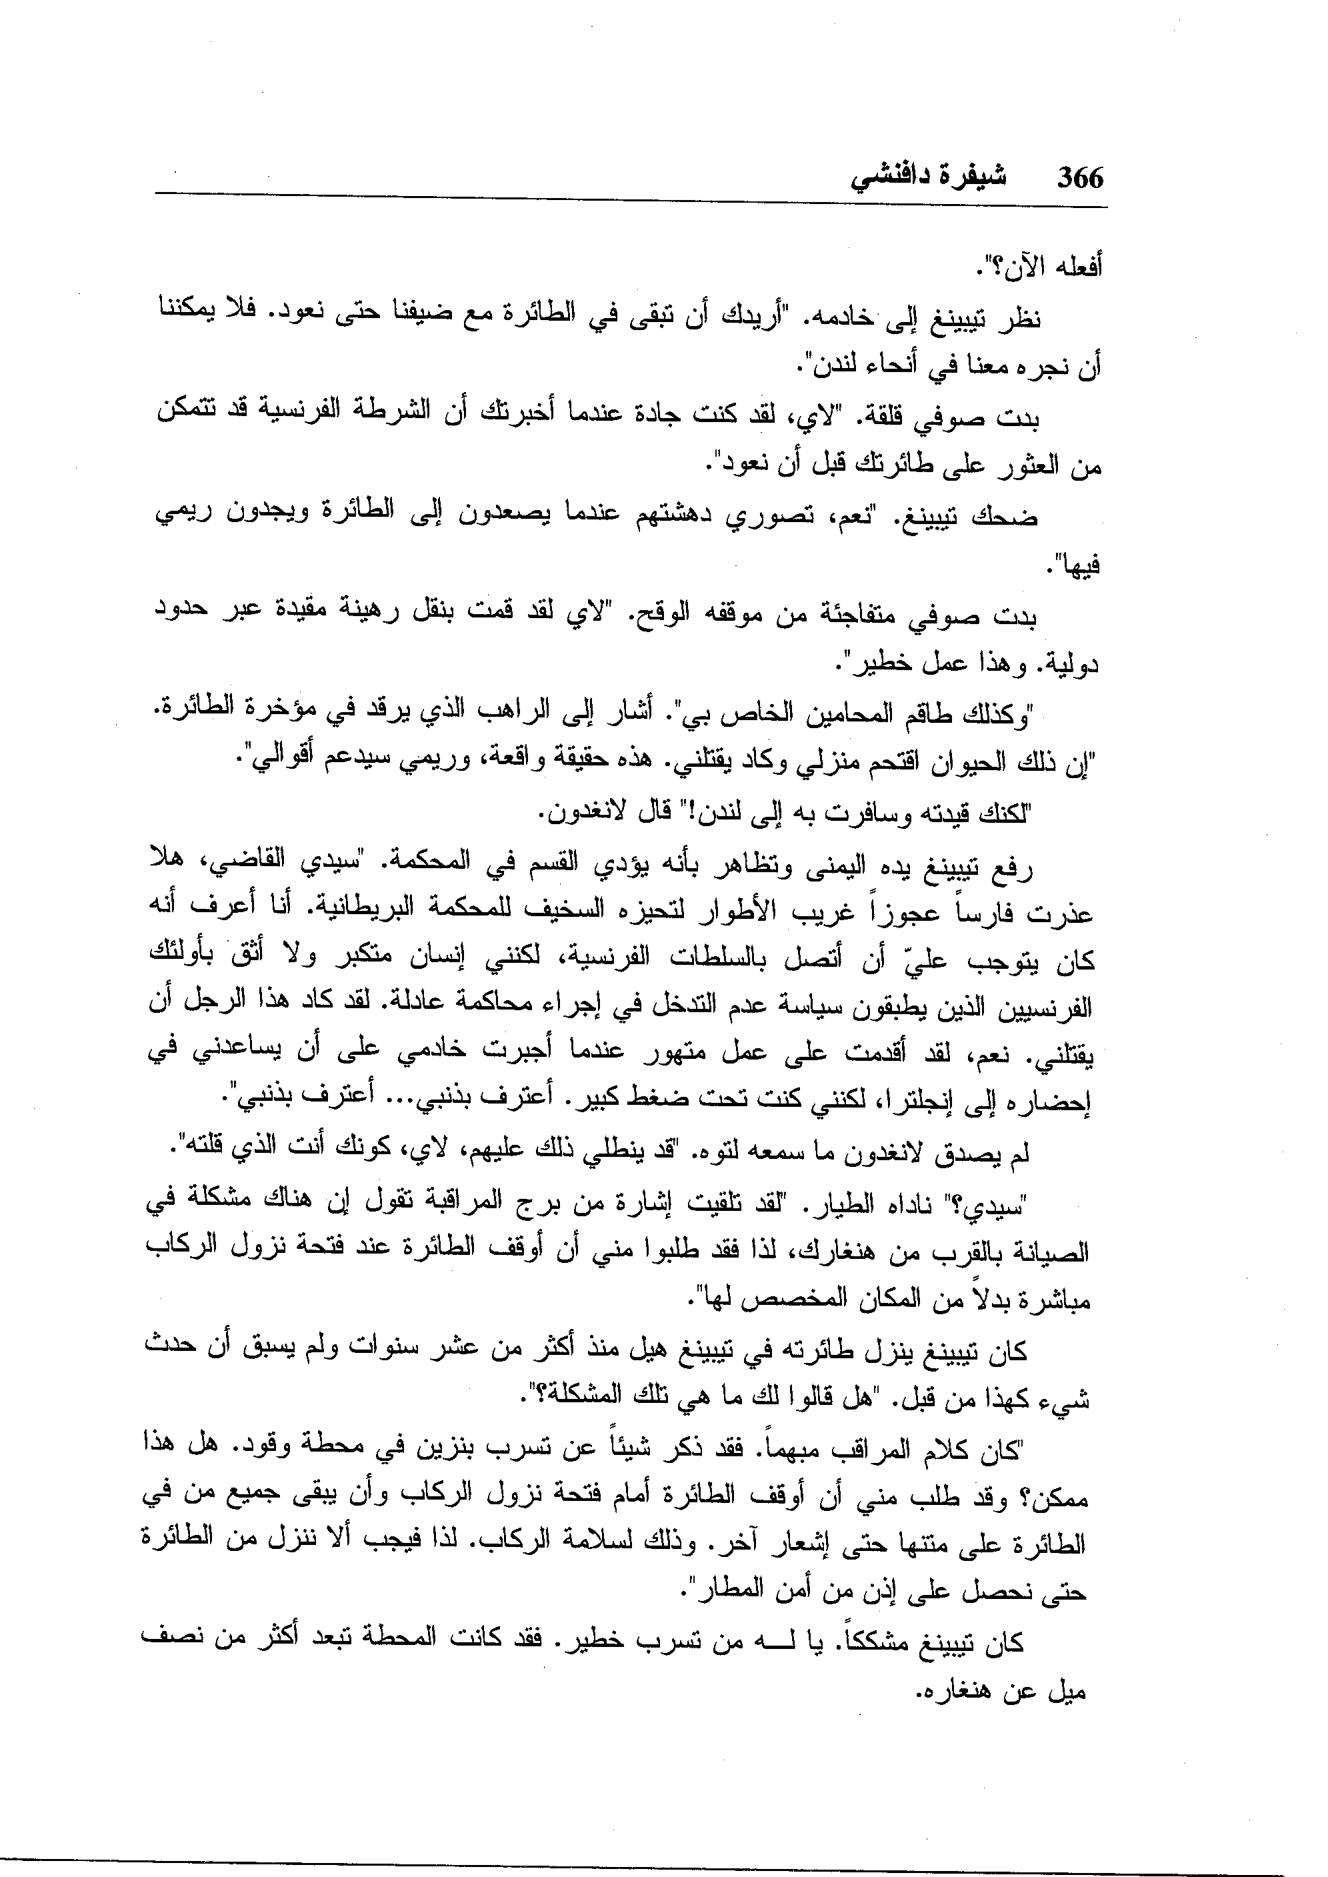 366 شيفرة دافنشي
أفعله الآن؟".
نظر تيبينغ إلى خادمه. "أريدك أن تبقى في الطائرة مع ضيفنا حتى نعود. فلا يمكننا
أن نجره معنا في أنحاء لندن".
بدت صوفي قلقة. "لاي، لقد كنت جادة عندما أخبرتك أن الشرطة الفرنسية قد تتمكن
من العثور على طائرتك قبل أن نعود".
ضحك تيبينغ. "نعم، تصوري دهشتهم عندما يصعدون إلى الطائرة ويجدون ريمي
فيها".
بدت صوفي متفاجئة من موقفه الوقح. "لاي لقد قمت بنقل رهينة مقيدة عبر حدود
دولية. وهذا عمل خطير".
"وكذلك طاقم المحامين الخاص بي". أشار إلى الراهب الذي يرقد في مؤخرة الطائرة.
"إن ذلك الحيوان اقتحم منزلي وكاد يقتلني. هذه حقيقة واقعة، وريمي سيدعم أقوالي".
"لكنك قيدته وسافرت به إلى لندن!" قال لانغدون.
رفع تيبينغ يده اليمنى وتظاهر بأنه يؤدي القسم في المحكمة. "سيدي القاضي، هلا
عذرت فارساً عجوزاً غريب الأطوار لتحيزه السخيف للمحكمة البريطانية. أنا أعرف أنه
كان يتوجب عليّ أن أتصل بالسلطات الفرنسية، لكنني إنسان متكبر ولا أثق بأولئك
الفرنسيين الذين يطبقون سياسة عدم التدخل في إجراء محاكمة عادلة. لقد كاد هذا الرجل أن
يقتلني. نعم، لقد أقدمت على عمل متهور عندما أجبرت خادمي على أن يساعدني في
إحضاره إلى إنجلترا، لكنني كنت تحت ضغط كبير. أعترف بذنبي... أعترف بذنبي".
لم يصدق لانغدون ما سمعه لتوه. "قد ينطلي ذلك عليهم، لاي، كونك أنت الذي قلته".
"سيدي؟" ناداه الطيار. "لقد تلقيت إشارة من برج المراقبة تقول إن هناك مشكلة في
الصيانة بالقرب من هنغارك، لذا فقد طلبوا مني أن أوقف الطائرة عند فتحة نزول الركاب
مباشرة بدلاً من المكان المخصص لها".
كان تيبينغ ينزل طائرته في تيبينغ هيل منذ أكثر من عشر سنوات ولم يسبق أن حدث
شيء كهذا من قبل. "هل قالوا لك ما هي تلك المشكلة؟".
"كان كلام المراقب مبهماً. فقد ذكر شيئاً عن تسرب بنزين في محطة وقود. هل هذا
ممكن؟ وقد طلب مني أن أوقف الطائرة أمام فتحة نزول الركاب وأن يبقى جميع من في
الطائرة على متنها حتى إشعار آخر. وذلك لسلامة الركاب. لذا فيجب ألا ننزل من الطائرة
حتى نحصل على إذن من أمن المطار".
كان تيبينغ مشككاً. يا لـــه من تسرب خطير. فقد كانت المحطة تبعد أكثر من نصف
ميل عن هنغاره.